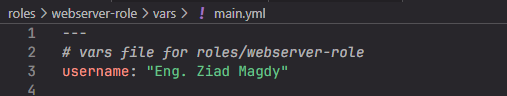 roles > webserver-role > vars > ! main.yml
1 ---
2 # vars file for roles/webserver-role
3 username: "Eng. Ziad Magdy"
4